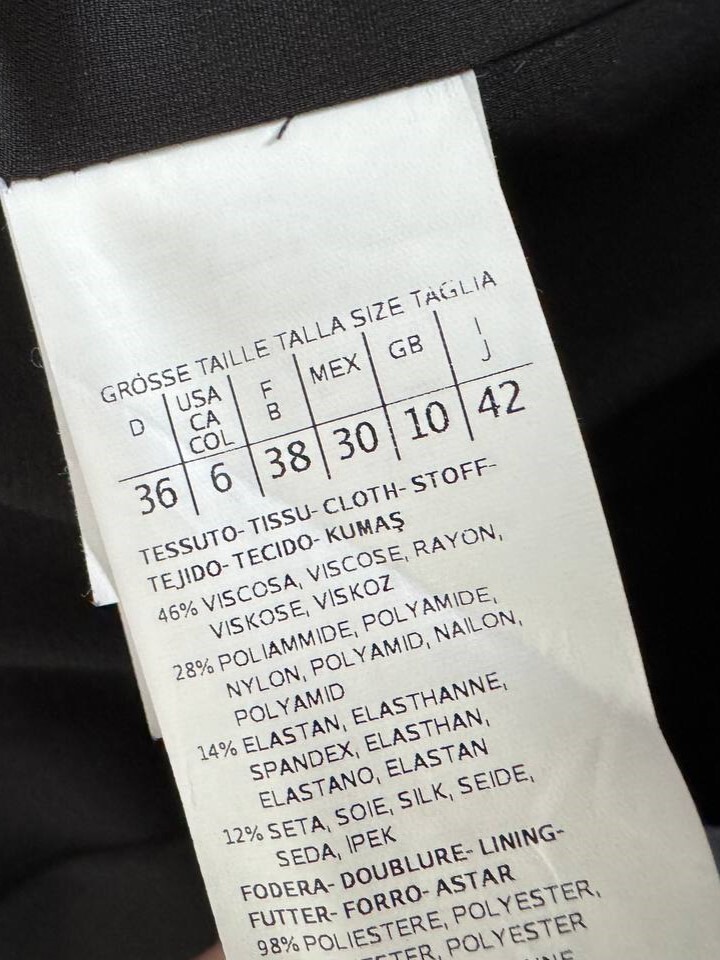 GRÖSSE TAILLE TALLA SIZE TAGLIA
D USA CA COL F B MEX GB I J
36 6 38 30 10 42
TESSUTO- TISSU- CLOTH- STOFF-
TEJIDO- TECIDO- KUMAŞ
46% VISCOSA, VISCOSE, RAYON,
VISKOSE, VISKOZ
28% POLIAMMIDE, POLYAMIDE,
NYLON, POLYAMID, NAILON,
POLYAMID
14% ELASTAN, ELASTHANNE,
SPANDEX, ELASTHAN,
ELASTANO, ELASTAN
12% SETA, SOIE, SILK, SEIDE,
SEDA, IPEK
FODERA- DOUBLURE- LINING-
FUTTER- FORRO- ASTAR
98% POLIESTERE, POLYESTER,
POLYESTER